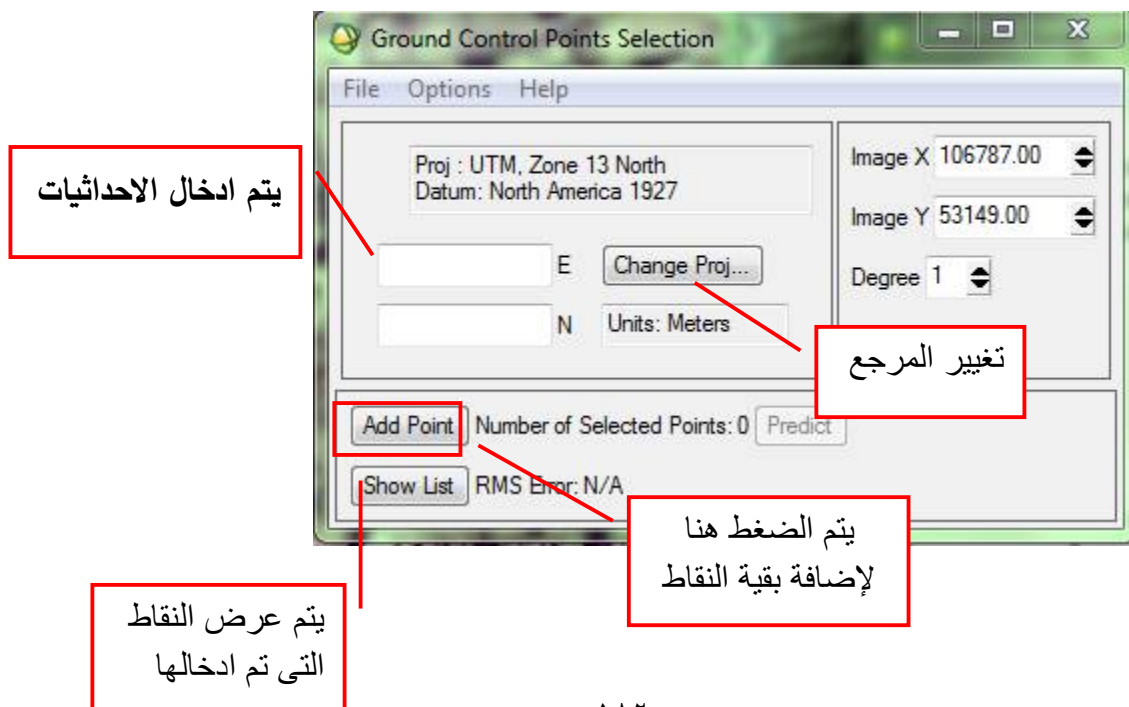 Ground Control Points Selection
File Options Help
Proj : UTM, Zone 13 North
Datum: North America 1927
E
Change Proj...
N
Units: Meters
Image X 106787.00
Image Y 53149.00
Degree 1
Add Point Number of Selected Points: 0 Predict
Show List RMS Error: N/A
يتم ادخال الاحداثيات
تغيير المرجع
يتم الضغط هنا
لإضافة بقية النقاط
يتم عرض النقاط
التى تم ادخالها